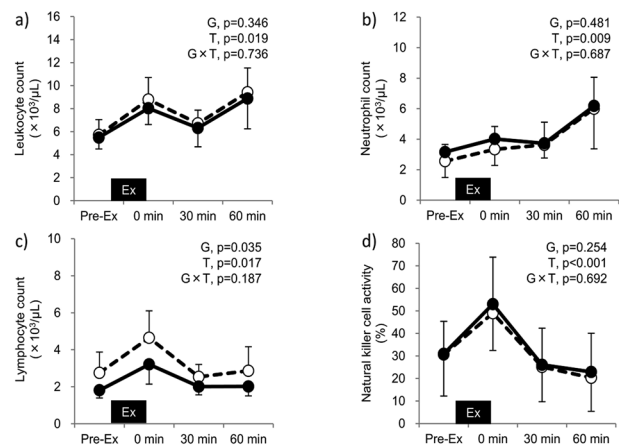 a)
G, p=0.346
T, p=0.019
G×T, p=0.736
Leukocyte count
(×10³/μL)
16
14
12
10
8
6
4
2
0
Ex
Pre-Ex 0 min 30 min 60 min
b)
G, p=0.481
T, p=0.009
G×T, p=0.687
Neutrophil count
(×10³/μL)
12
10
8
6
4
2
0
Ex
Pre-Ex 0 min 30 min 60 min
c)
G, p=0.035
T, p=0.017
G×T, p=0.187
Lymphocyte count
(×10³/μL)
10
8
6
4
2
0
Ex
Pre-Ex 0 min 30 min 60 min
d)
G, p=0.254
T, p<0.001
G×T, p=0.692
Natural killer cell activity
(%)
80
70
60
50
40
30
20
10
0
Ex
Pre-Ex 0 min 30 min 60 min